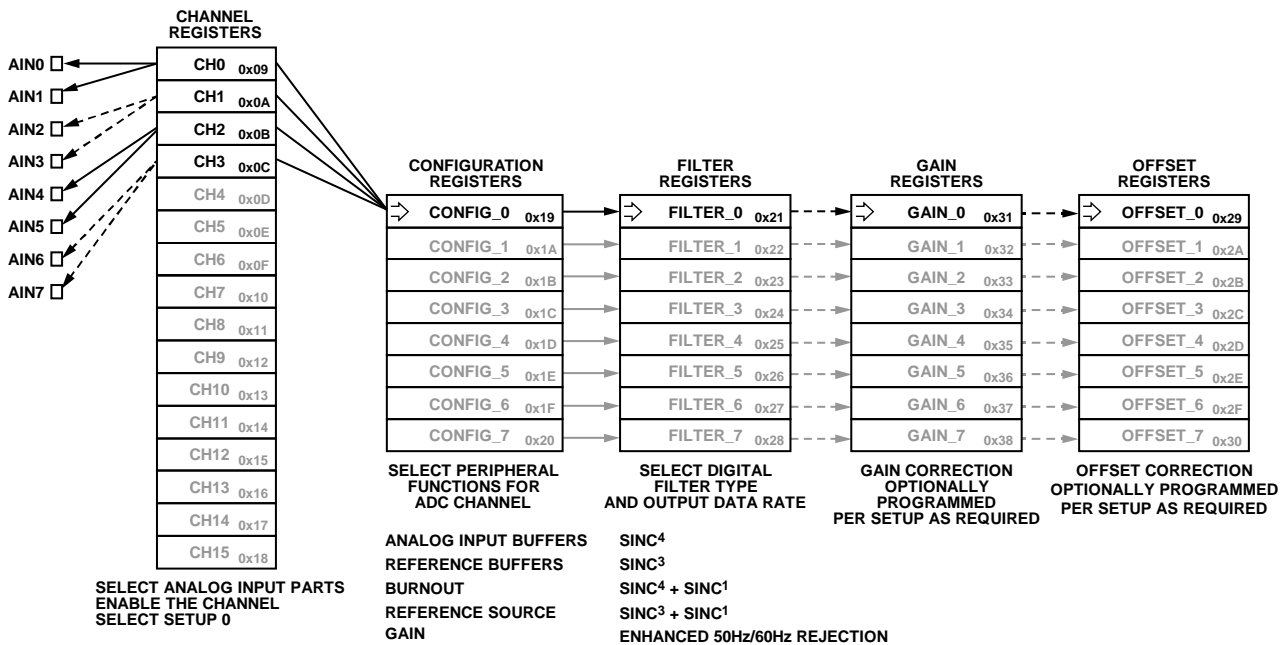 CHANNEL
REGISTERS
AIN0
AIN1
AIN2
AIN3
AIN4
AIN5
AIN6
AIN7
CH0 0x09
CH1 0x0A
CH2 0x0B
CH3 0x0C
CH4 0x0D
CH5 0x0E
CH6 0x0F
CH7 0x10
CH8 0x11
CH9 0x12
CH10 0x13
CH11 0x14
CH12 0x15
CH13 0x16
CH14 0x17
CH15 0x18
SELECT ANALOG INPUT PARTS
ENABLE THE CHANNEL
SELECT SETUP 0
CONFIGURATION
REGISTERS
CONFIG_0 0x19
CONFIG_1 0x1A
CONFIG_2 0x1B
CONFIG_3 0x1C
CONFIG_4 0x1D
CONFIG_5 0x1E
CONFIG_6 0x1F
CONFIG_7 0x20
SELECT PERIPHERAL
FUNCTIONS FOR
ADC CHANNEL
ANALOG INPUT BUFFERS
REFERENCE BUFFERS
BURNOUT
REFERENCE SOURCE
GAIN
FILTER
REGISTERS
FILTER_0 0x21
FILTER_1 0x22
FILTER_2 0x23
FILTER_3 0x24
FILTER_4 0x25
FILTER_5 0x26
FILTER_6 0x27
FILTER_7 0x28
SELECT DIGITAL
FILTER TYPE
AND OUTPUT DATA RATE
SINC⁴
SINC³
SINC⁴ + SINC¹
SINC³ + SINC¹
ENHANCED 50Hz/60Hz REJECTION
GAIN
REGISTERS
GAIN_0 0x31
GAIN_1 0x32
GAIN_2 0x33
GAIN_3 0x34
GAIN_4 0x35
GAIN_5 0x36
GAIN_6 0x37
GAIN_7 0x38
GAIN CORRECTION
OPTIONALLY
PROGRAMMED
PER SETUP AS REQUIRED
OFFSET
REGISTERS
OFFSET_0 0x29
OFFSET_1 0x2A
OFFSET_2 0x2B
OFFSET_3 0x2C
OFFSET_4 0x2D
OFFSET_5 0x2E
OFFSET_6 0x2F
OFFSET_7 0x30
OFFSET CORRECTION
OPTIONALLY PROGRAMMED
PER SETUP AS REQUIRED